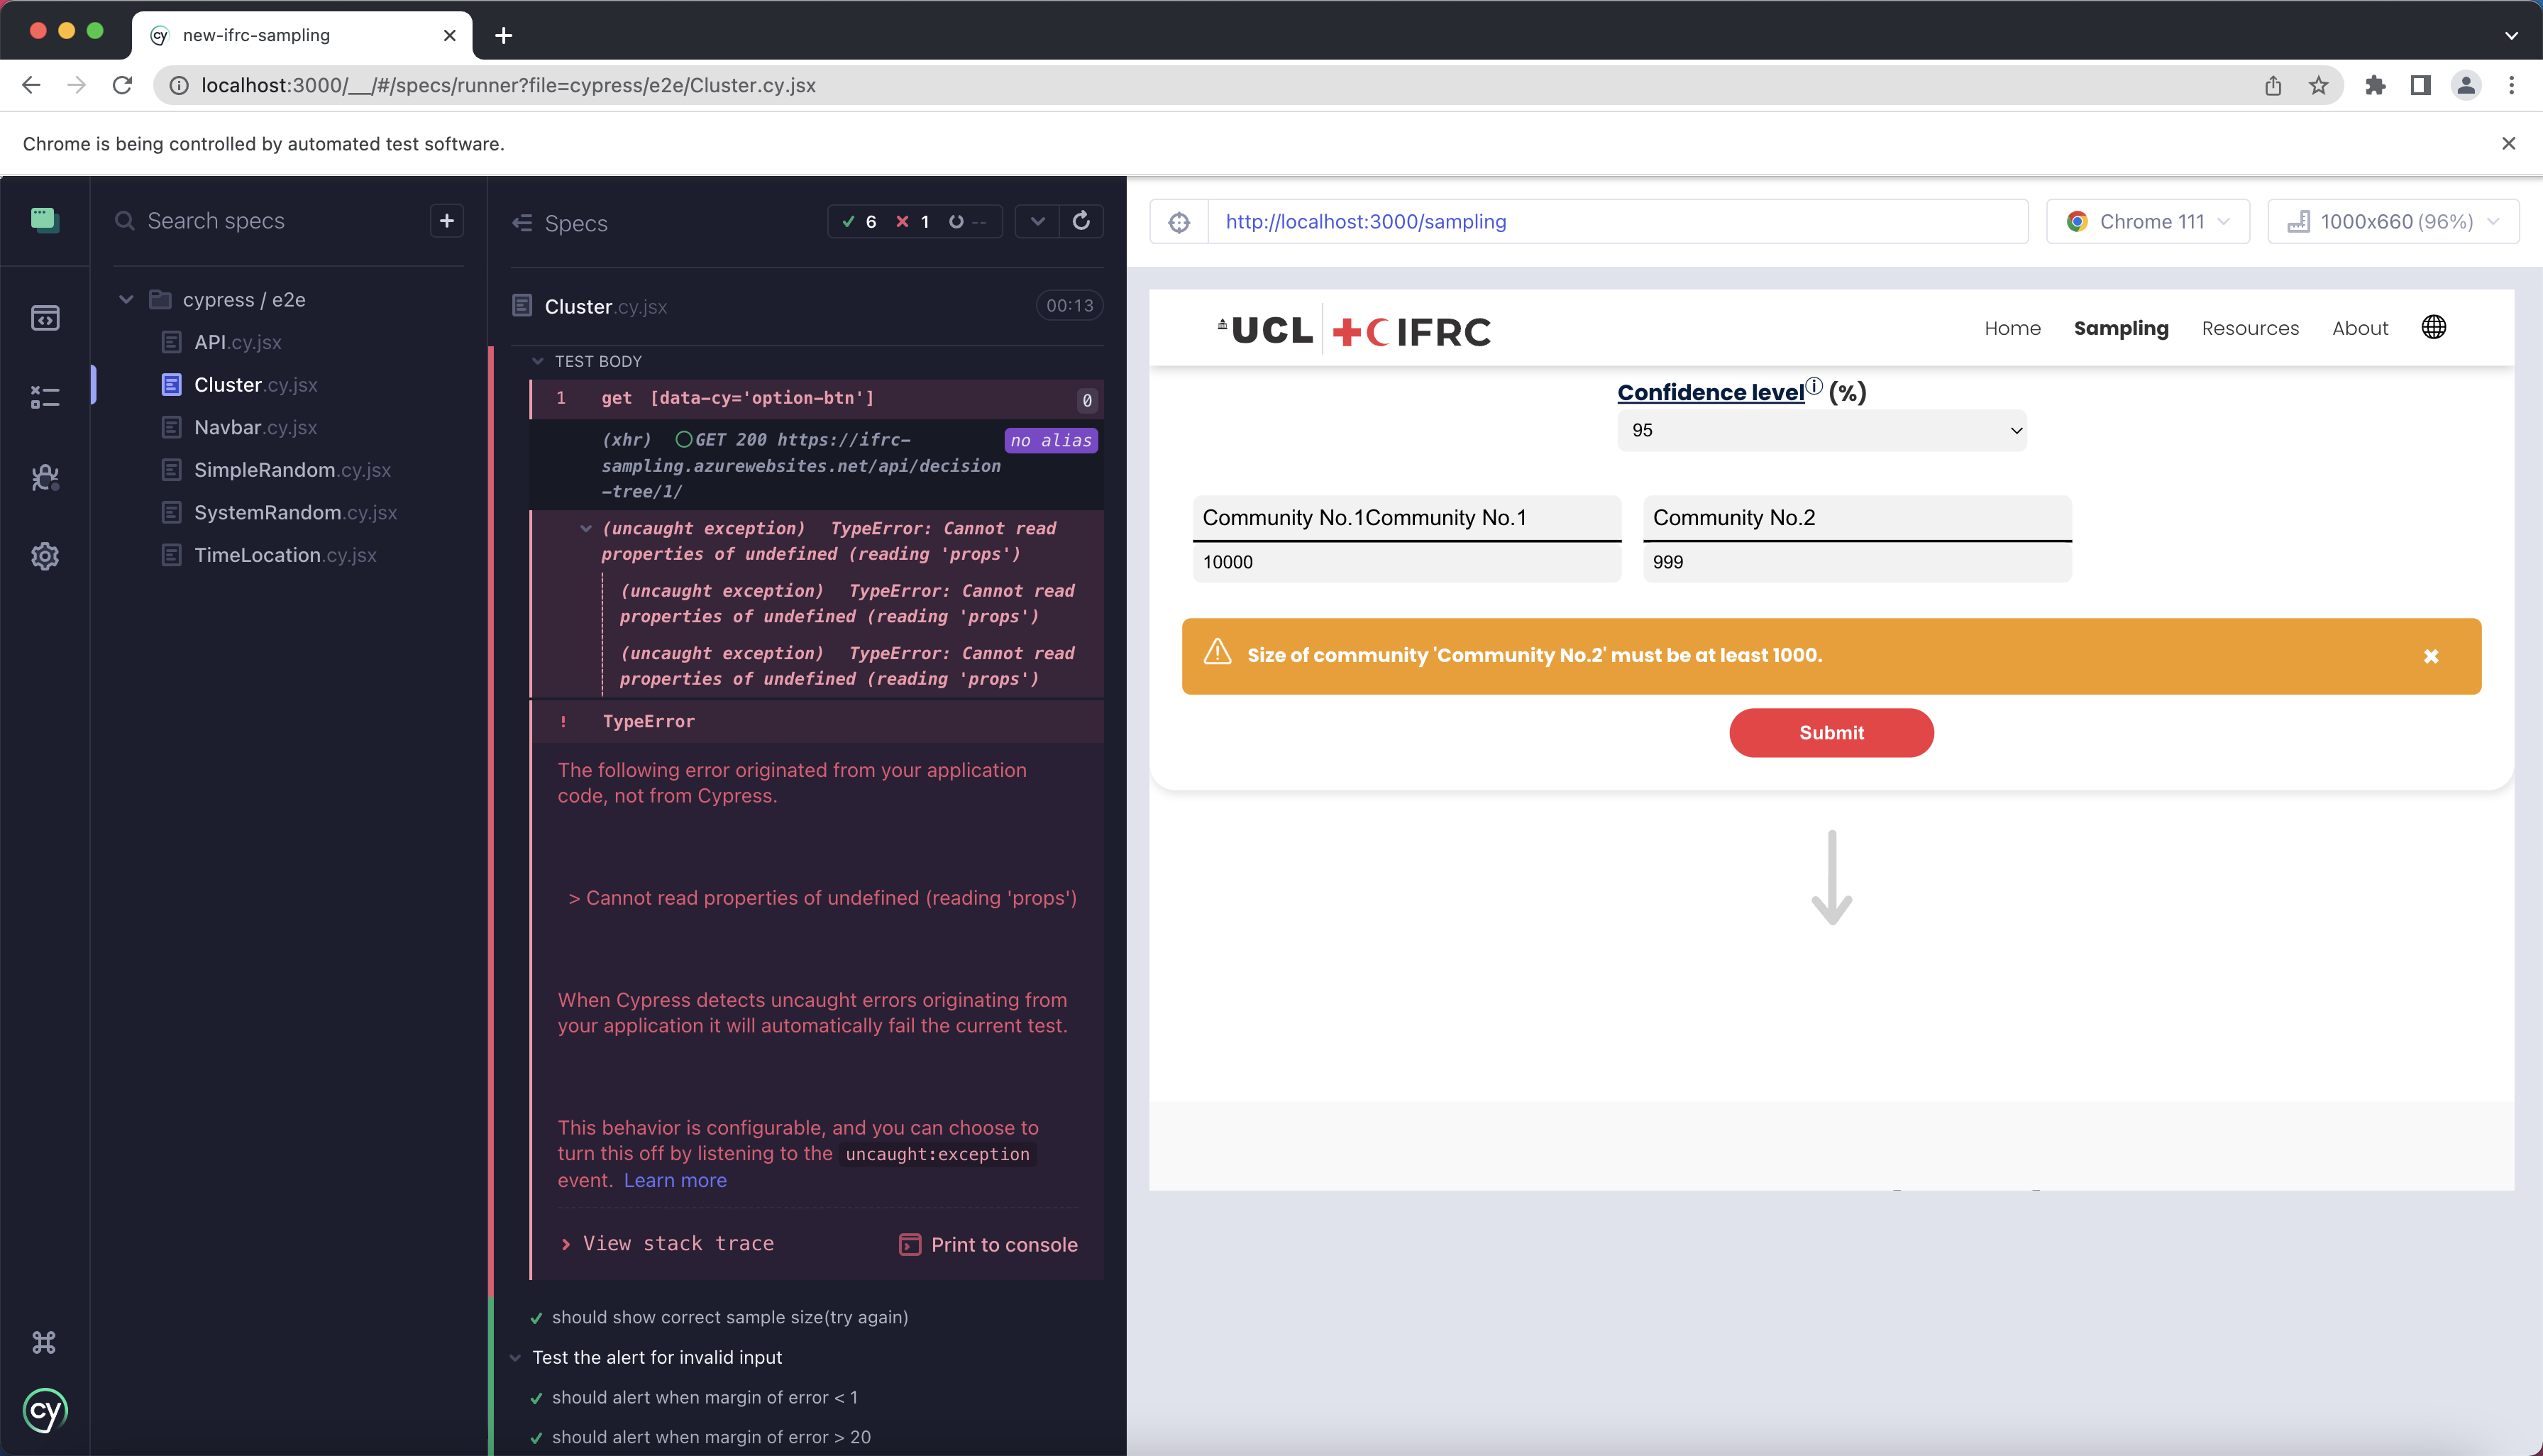 new-ifrc-sampling
localhost:3000/__/#/specs/runner?file=cypress/e2e/Cluster.cy.jsx
Chrome is being controlled by automated test software.
Search specs
cypress / e2e
API.cy.jsx
Cluster.cy.jsx
Navbar.cy.jsx
SimpleRandom.cy.jsx
SystemRandom.cy.jsx
TimeLocation.cy.jsx
cy
Specs
6 1 --
Cluster.cy.jsx 00:13
TEST BODY
1 get [data-cy='option-btn'] 0
(xhr) GET 200 https://ifrc- no alias
sampling.azurewebsites.net/api/decision
-tree/1/
(uncaught exception) TypeError: Cannot read
properties of undefined (reading 'props')
(uncaught exception) TypeError: Cannot read
properties of undefined (reading 'props')
(uncaught exception) TypeError: Cannot read
properties of undefined (reading 'props')
! TypeError
The following error originated from your application
code, not from Cypress.
> Cannot read properties of undefined (reading 'props')
When Cypress detects uncaught errors originating from
your application it will automatically fail the current test.
This behavior is configurable, and you can choose to
turn this off by listening to the uncaught:exception
event. Learn more
> View stack trace Print to console
should show correct sample size(try again)
Test the alert for invalid input
should alert when margin of error < 1
should alert when margin of error > 20
http://localhost:3000/sampling Chrome 111 1000x660 (96%)
UCL IFRC Home Sampling Resources About
Confidence level (%)
95
Community No.1Community No.1 Community No.2
10000 999
Size of community 'Community No.2' must be at least 1000.
Submit